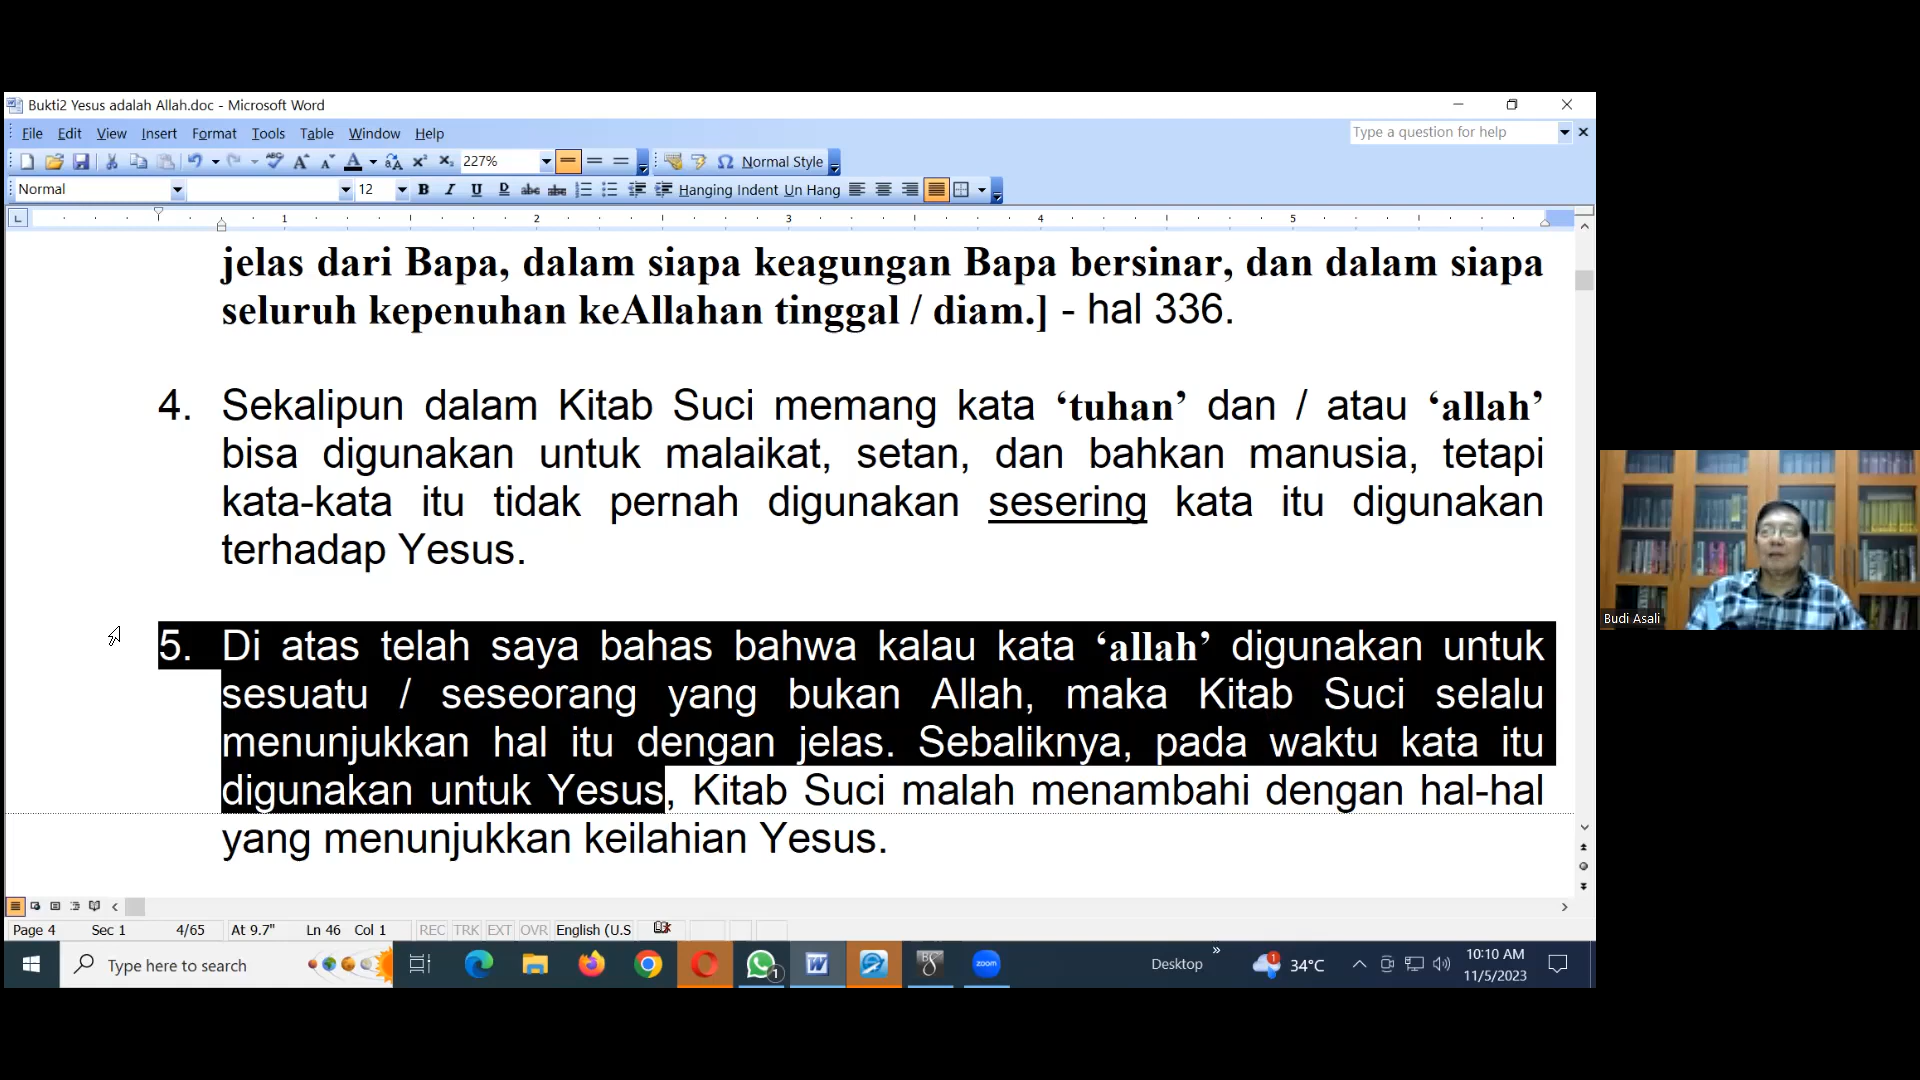 Bukti2 Yesus adalah Allah.doc - Microsoft Word
File Edit View Insert Format Tools Table Window Help
Type a question for help
227%
Normal Style
Normal
12
Hanging Indent Un Hang
1 2 3 4 5
jelas dari Bapa, dalam siapa keagungan Bapa bersinar, dan dalam siapa
seluruh kepenuhan keAllahan tinggal / diam.] - hal 336.
4. Sekalipun dalam Kitab Suci memang kata ‘tuhan’ dan / atau ‘allah’
bisa digunakan untuk malaikat, setan, dan bahkan manusia, tetapi
kata-kata itu tidak pernah digunakan sesering kata itu digunakan
terhadap Yesus.
5. Di atas telah saya bahas bahwa kalau kata ‘allah’ digunakan untuk
sesuatu / seseorang yang bukan Allah, maka Kitab Suci selalu
menunjukkan hal itu dengan jelas. Sebaliknya, pada waktu kata itu
digunakan untuk Yesus, Kitab Suci malah menambahi dengan hal-hal
yang menunjukkan keilahian Yesus.
Budi Asali
Page 4 Sec 1 4/65 At 9.7" Ln 46 Col 1 REC TRK EXT OVR English (U.S
Type here to search
1
zoom
Desktop
»
1
34°C
10:10 AM
11/5/2023